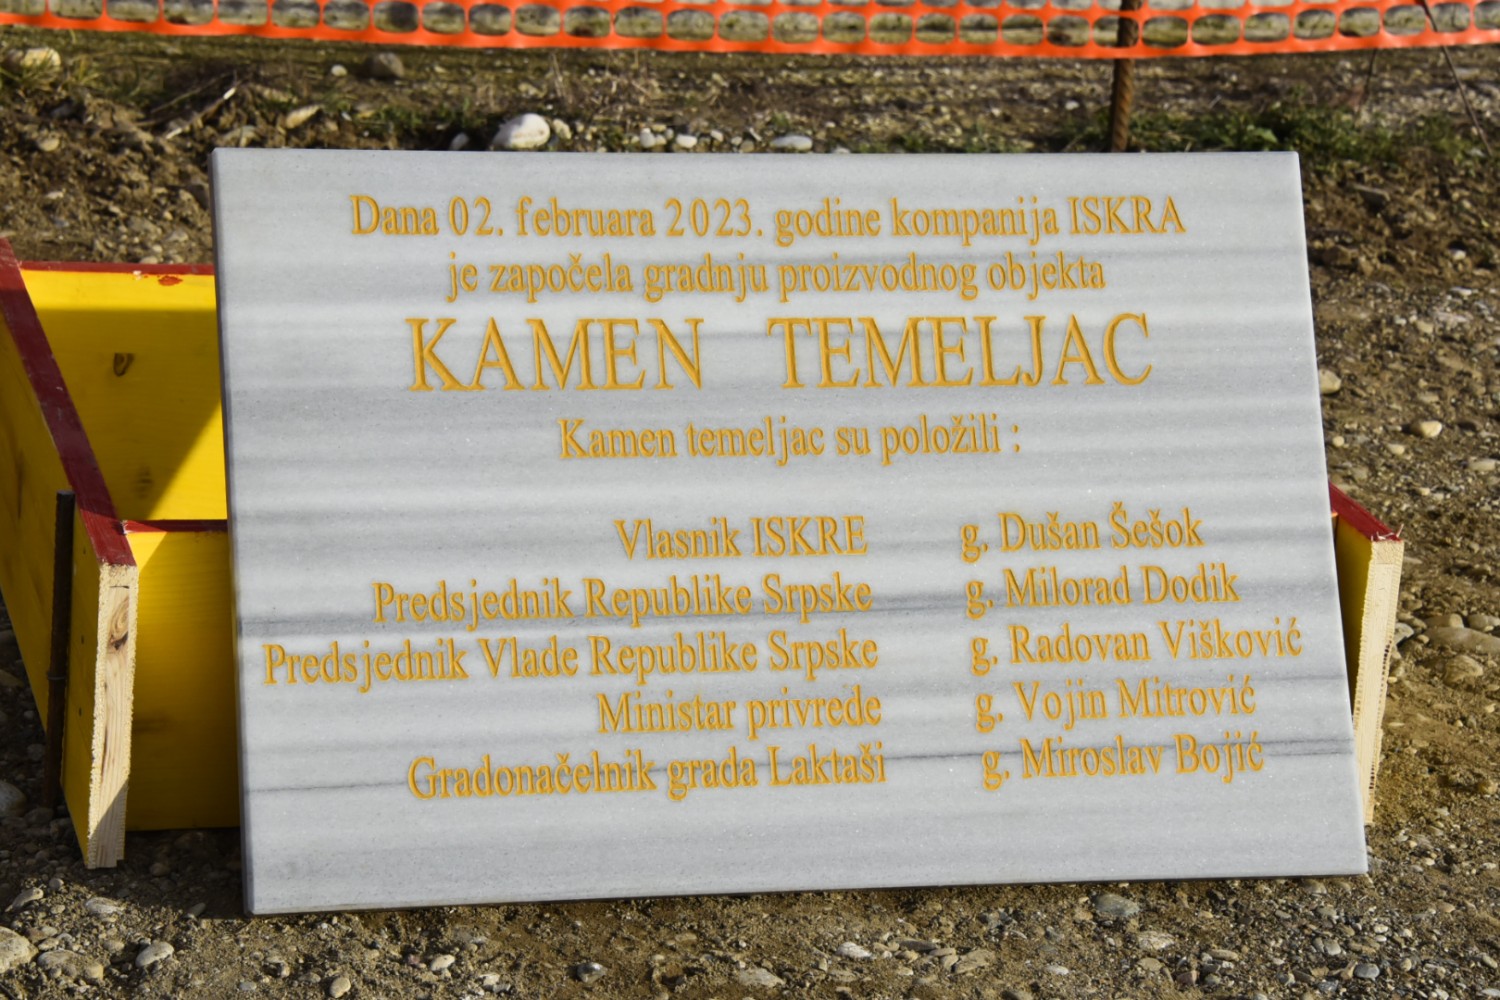 Dana 02. februara 2023. godine kompanija ISKRA
je započela gradnju proizvodnog objekta
KAMEN TEMELJAC
Kamen temeljac su položili :
Vlasnik ISKRE g. Dušan Šešok
Predsjednik Republike Srpske g. Milorad Dodik
Predsjednik Vlade Republike Srpske g. Radovan Višković
Ministar privrede g. Vojin Mitrović
Gradonačelnik grada Laktaši g. Miroslav Bojić